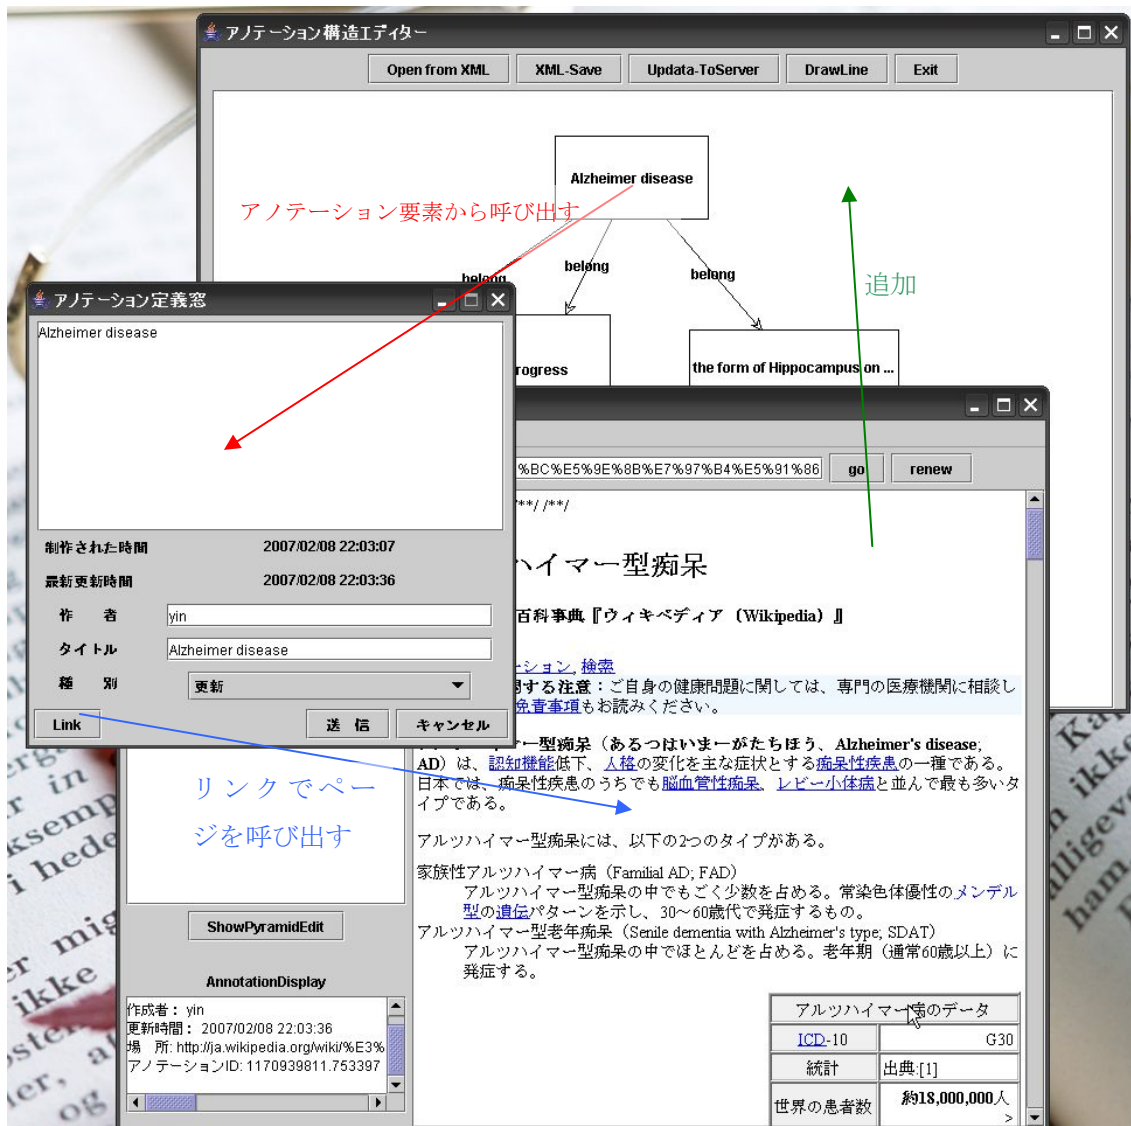 アノテーション構造エディター
Open from XML
XML-Save
Updata-ToServer
DrawLine
Exit
Alzheimer disease
アノテーション要素から呼び出す
belong
belong
belong
追加
rogress
the form of Hippocampus on ...
アノテーション定義窓
Alzheimer disease
制作された時間 2007/02/08 22:03:07
最新更新時間 2007/02/08 22:03:36
作 者 yin
タイトル Alzheimer disease
種 別 更新
Link
送 信
キャンセル
%BC%E5%9E%8B%E7%97%B4%E5%91%86
go
renew
/**/ /**/
ハイマー型痴呆
百科事典『ウィキペディア (Wikipedia)』
ション, 検索
する注意：ご自身の健康問題に関しては、専門の医療機関に相談し
免責事項もお読みください。
ー型痴呆（あるつはいまーがたちほう、Alzheimer's disease;
AD）は、認知機能低下、人格の変化を主な症状とする痴呆性疾患の一種である。
日本では、痴呆性疾患のうちでも脳血管性痴呆、レビー小体病と並んで最も多いタ
イプである。
アルツハイマー型痴呆には、以下の2つのタイプがある。
家族性アルツハイマー病（Familial AD; FAD）
アルツハイマー型痴呆の中でもごく少数を占める。常染色体優性のメンデル
型の遺伝パターンを示し、30～60歳代で発症するもの。
アルツハイマー型老年痴呆（Senile dementia with Alzheimer's type; SDAT）
アルツハイマー型痴呆の中でほとんどを占める。老年期（通常60歳以上）に
発症する。
アルツハイマー病のデータ
ICD-10 G30
統計 出典:[1]
世界の患者数 約18,000,000人
>
リンクでペー
ジを呼び出す
ShowPyramidEdit
AnnotationDisplay
作成者： yin
更新時間： 2007/02/08 22:03:36
場 所: http://ja.wikipedia.org/wiki/%E3%
アノテーションID: 1170939811.753397